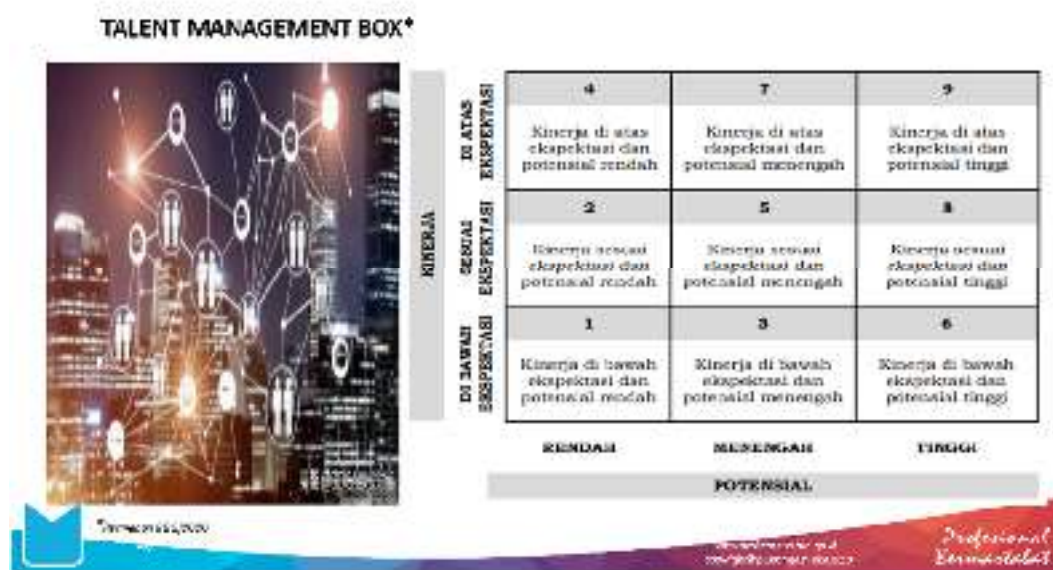 TALENT MANAGEMENT BOX*
KINERJA
DI ATAS
EKSPEKTASI
4
Kinerja di atas
ekspektasi dan
potensial rendah
7
Kinerja di atas
ekspektasi dan
potensial menengah
9
Kinerja di atas
ekspektasi dan
potensial tinggi
SESUAI
EKSPEKTASI
2
Kinerja sesuai
ekspektasi dan
potensial rendah
5
Kinerja sesuai
ekspektasi dan
potensial menengah
8
Kinerja sesuai
ekspektasi dan
potensial tinggi
DI BAWAH
EKSPEKTASI
1
Kinerja di bawah
ekspektasi dan
potensial rendah
3
Kinerja di bawah
ekspektasi dan
potensial menengah
6
Kinerja di bawah
ekspektasi dan
potensial tinggi
RENDAH
MENENGAH
TINGGI
POTENSIAL
Profesional
Bermartabat